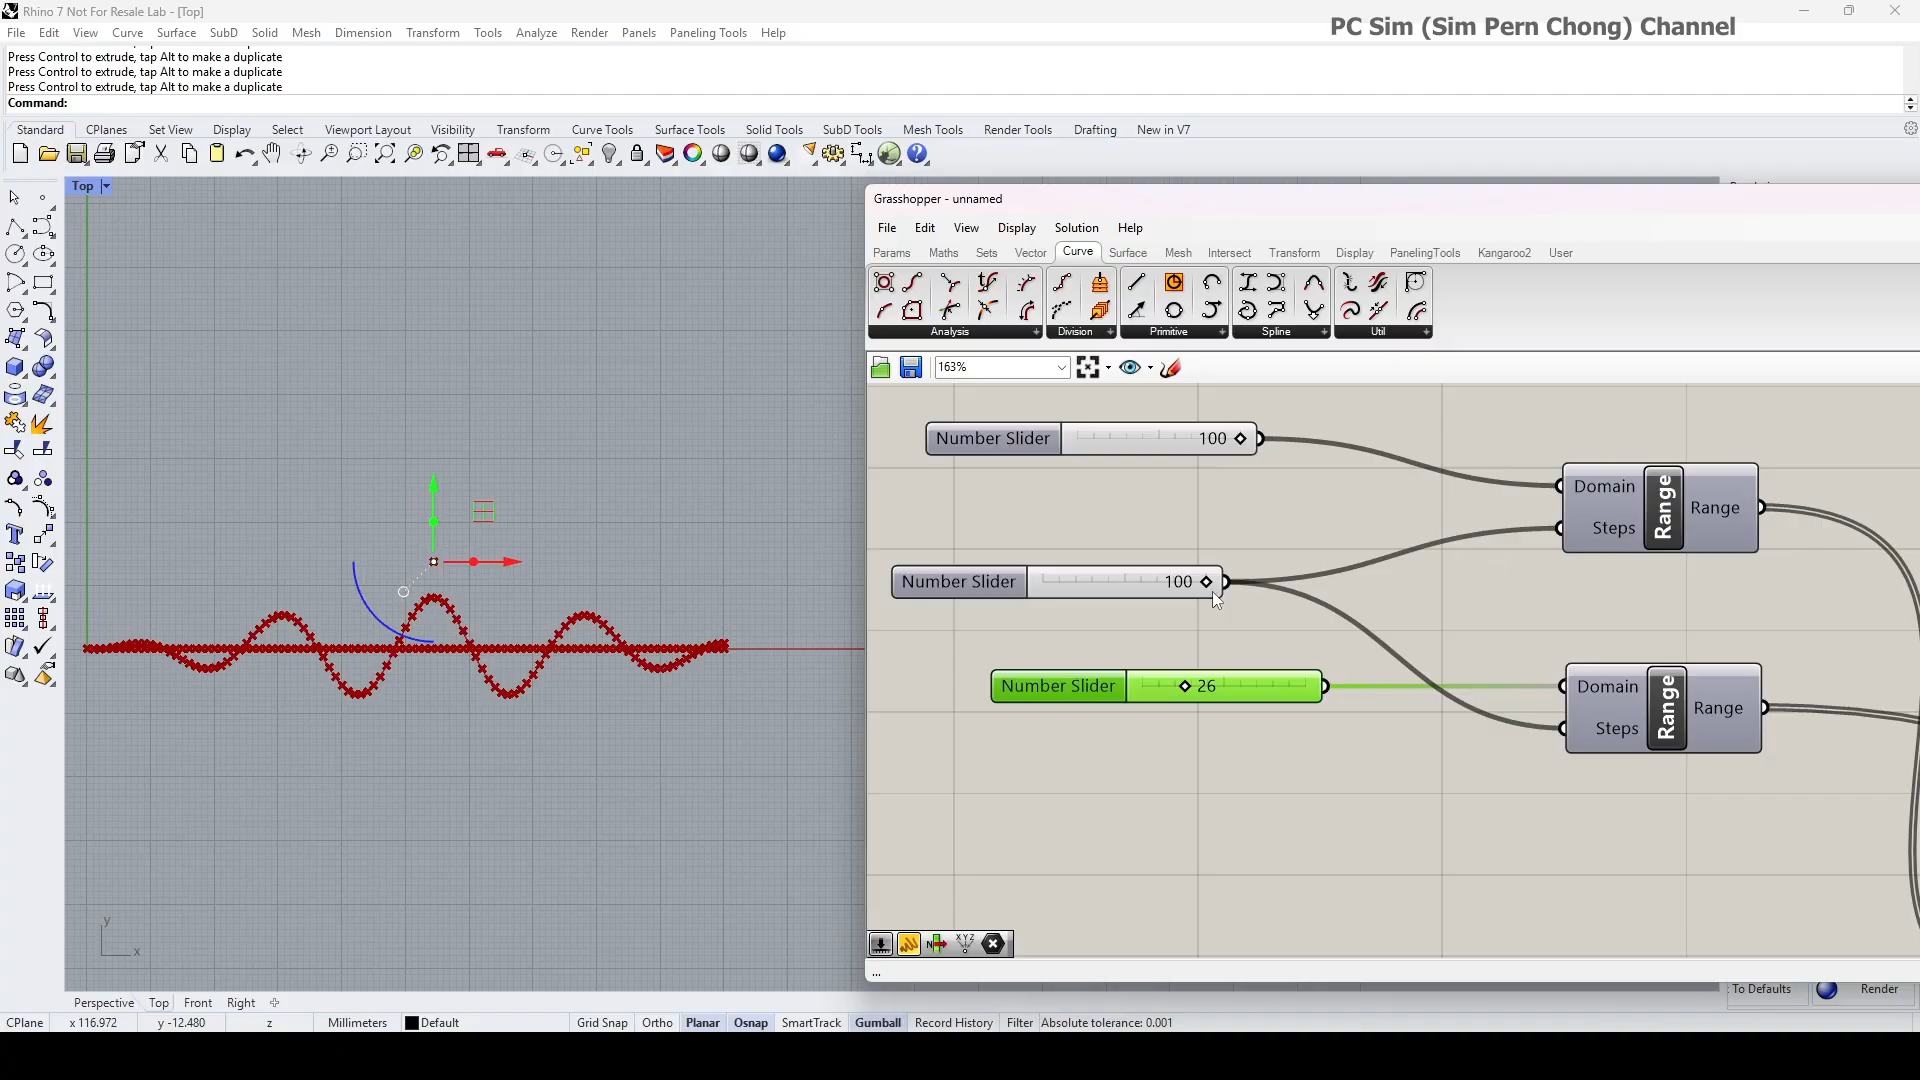 Rhino 7 Not For Resale Lab - [Top]
PC Sim (Sim Pern Chong) Channel
File Edit View Curve Surface SubD Solid Mesh Dimension Transform Tools Analyze Render Panels Paneling Tools Help
Press Control to extrude, tap Alt to make a duplicate
Press Control to extrude, tap Alt to make a duplicate
Press Control to extrude, tap Alt to make a duplicate
Command:
Standard CPlanes Set View Display Select Viewport Layout Visibility Transform Curve Tools Surface Tools Solid Tools SubD Tools Mesh Tools Render Tools Drafting New in V7
Top
Grasshopper - unnamed
File Edit View Display Solution Help
Params Maths Sets Vector Curve Surface Mesh Intersect Transform Display PanelingTools Kangaroo2 User
Analysis Division Primitive Spline Util
163%
Number Slider 100
Domain Range Range
Steps
Number Slider 100
Number Slider 26
Domain Range Range
Steps
y
x
...
To Defaults Render
Perspective Top Front Right
CPlane x 116.972 y -12.480 z Millimeters Default Grid Snap Ortho Planar Osnap SmartTrack Gumball Record History Filter Absolute tolerance: 0.001